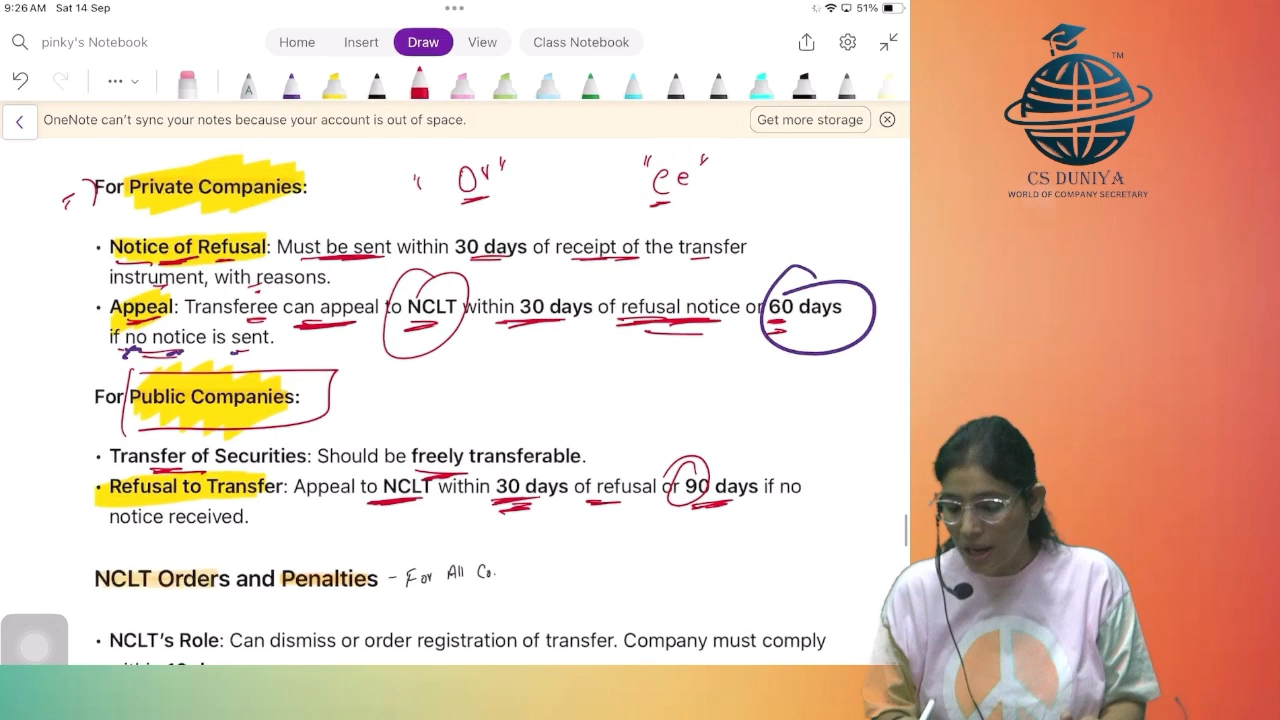 9:26 AM Sat 14 Sep
51%
pinky's Notebook
Home Insert Draw View Class Notebook
A
OneNote can't sync your notes because your account is out of space.
Get more storage
For Private Companies:
" Or " " ee "
• Notice of Refusal: Must be sent within 30 days of receipt of the transfer
instrument, with reasons.
• Appeal: Transferee can appeal to NCLT within 30 days of refusal notice or 60 days
if no notice is sent.
For Public Companies:
• Transfer of Securities: Should be freely transferable.
• Refusal to Transfer: Appeal to NCLT within 30 days of refusal or 90 days if no
notice received.
NCLT Orders and Penalties - For All Co.
• NCLT's Role: Can dismiss or order registration of transfer. Company must comply
TM
CS DUNIYA
WORLD OF COMPANY SECRETARY